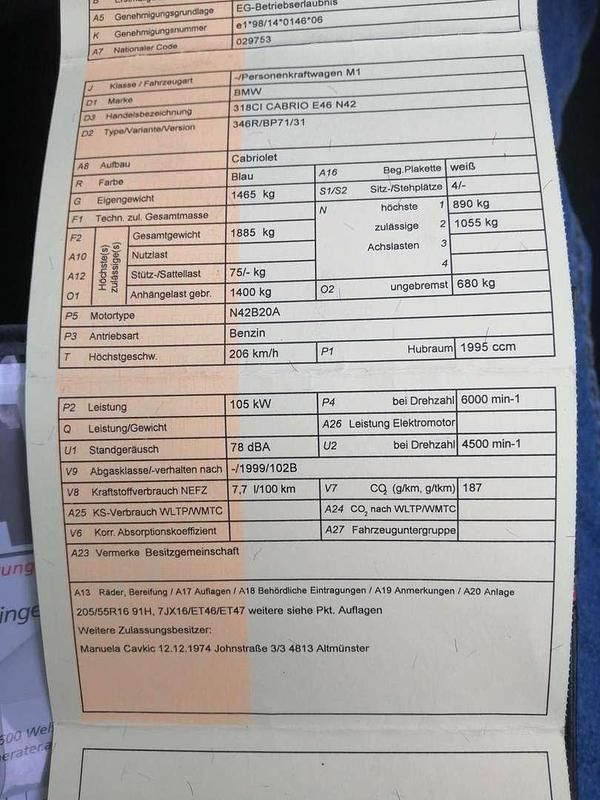 EG-Betriebserlaubnis
A5 Genehmigungsgrundlage
K Genehmigungsnummer e1*98/14*0146*06
A7 Nationaler Code 029753
J Klasse / Fahrzeugart -/Personenkraftwagen M1
D1 Marke BMW
D3 Handelsbezeichnung 318CI CABRIO E46 N42
D2 Type/Variante/Version 346R/BP71/31
A8 Aufbau Cabriolet
R Farbe Blau A16 Beg.Plakette weiß
G Eigengewicht 1465 kg S1/S2 Sitz-/Stehplätze 4/-
F1 Techn. zul. Gesamtmasse N höchste 1 890 kg
F2 Höchste(s) zulässige(s) Gesamtgewicht 1885 kg zulässige 2 1055 kg
A10 Nutzlast Achslasten 3
A12 Stütz-/Sattellast 75/- kg 4
O1 Anhängelast gebr. 1400 kg O2 ungebremst 680 kg
P5 Motortype N42B20A
P3 Antriebsart Benzin
T Höchstgeschw. 206 km/h P1 Hubraum 1995 ccm
P2 Leistung 105 kW P4 bei Drehzahl 6000 min-1
Q Leistung/Gewicht A26 Leistung Elektromotor
U1 Standgeräusch 78 dBA U2 bei Drehzahl 4500 min-1
V9 Abgasklasse/-verhalten nach -/1999/102B
V8 Kraftstoffverbrauch NEFZ 7,7 l/100 km V7 CO₂ (g/km, g/tkm) 187
A25 KS-Verbrauch WLTP/WMTC A24 CO₂ nach WLTP/WMTC
V6 Korr. Absorptionskoeffizient A27 Fahrzeuguntergruppe
A23 Vermerke Besitzgemeinschaft
A13 Räder, Bereifung / A17 Auflagen / A18 Behördliche Eintragungen / A19 Anmerkungen / A20 Anlage
205/55R16 91H, 7JX16/ET46/ET47 weitere siehe Pkt. Auflagen
Weitere Zulassungsbesitzer:
Manuela Cavkic 12.12.1974 Johnstraße 3/3 4813 Altmünster